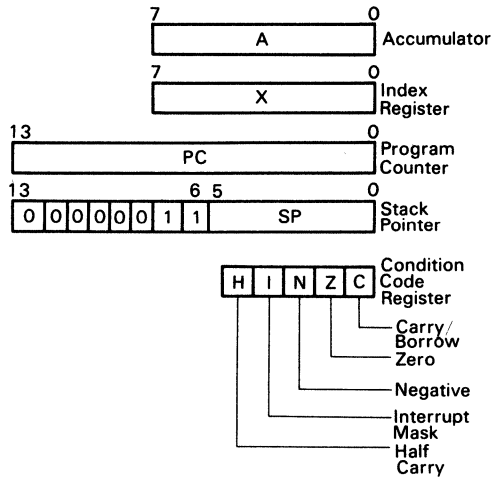 7 0
A Accumulator
7 0
X Index
Register
13 0
PC Program
Counter
13 6 5 0
0 0 0 0 0 0 1 1 SP Stack
Pointer
H I N Z C Condition
Code
Register
Carry/
Borrow
Zero
Negative
Interrupt
Mask
Half
Carry